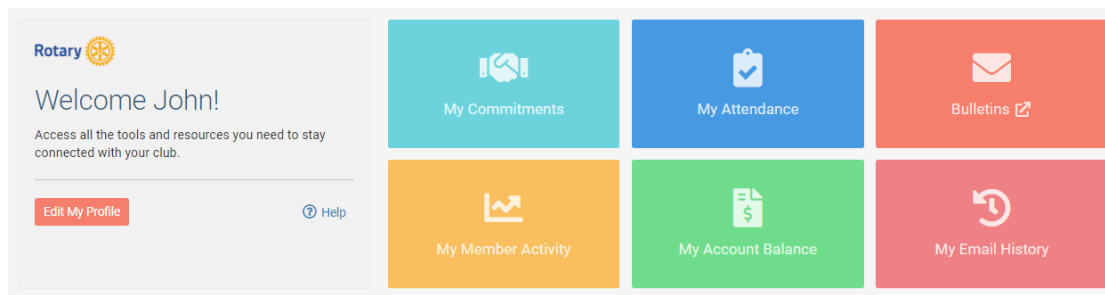 Rotary
Welcome John!
Access all the tools and resources you need to stay
connected with your club.
Edit My Profile
Help
My Commitments
My Attendance
Bulletins
My Member Activity
My Account Balance
My Email History